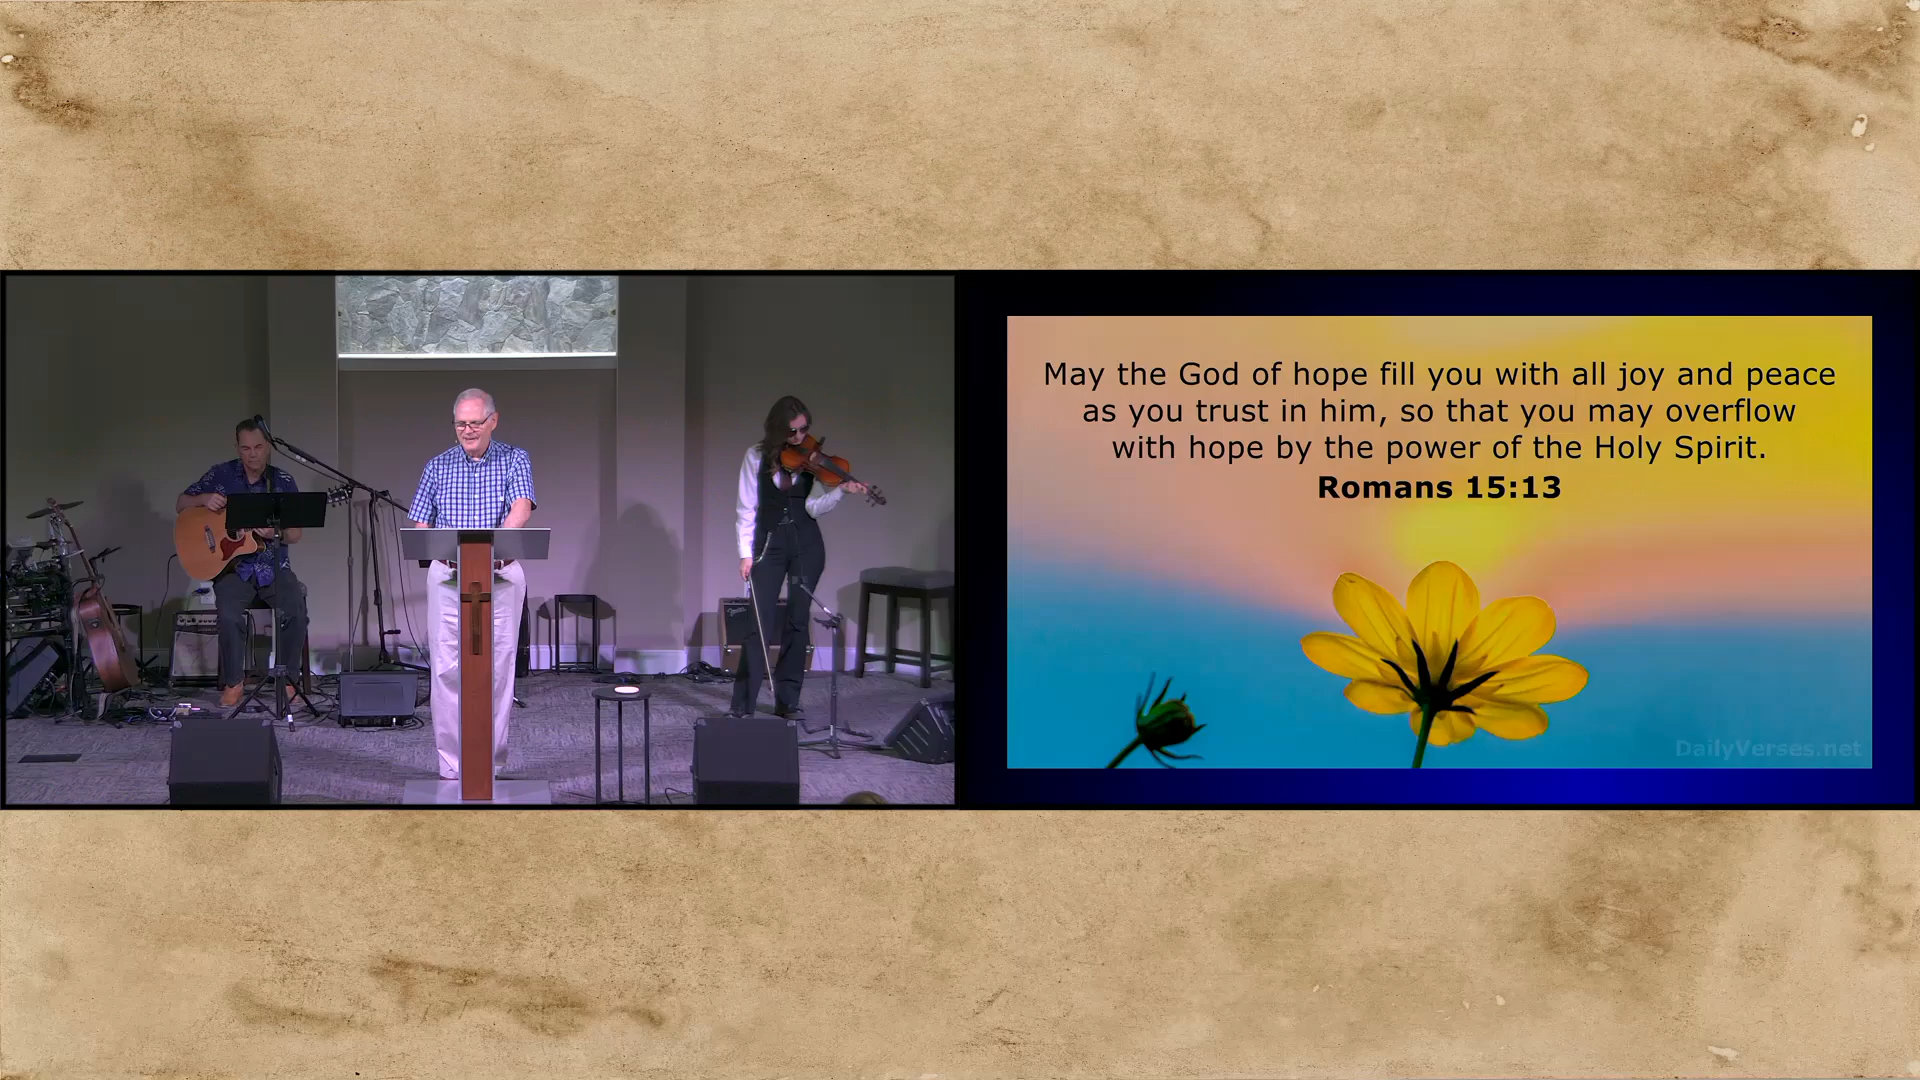 May the God of hope fill you with all joy and peace
as you trust in him, so that you may overflow
with hope by the power of the Holy Spirit.
Romans 15:13
DailyVerses.net